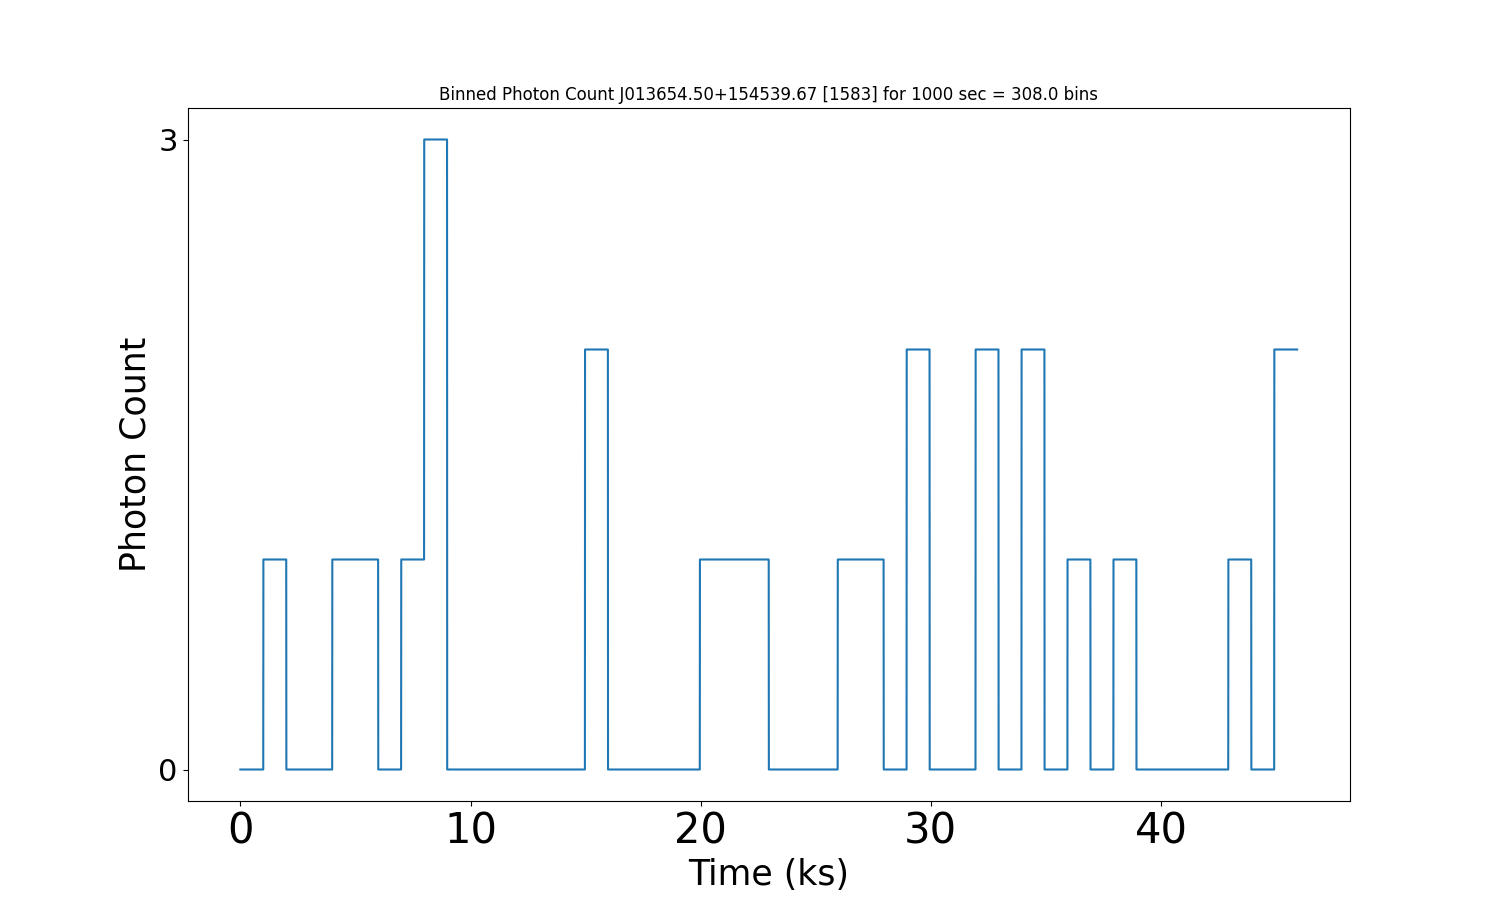 Binned Photon Count J013654.50+154539.67 [1583] for 1000 sec = 308.0 bins
3
Photon Count
0
0 10 20 30 40
Time (ks)